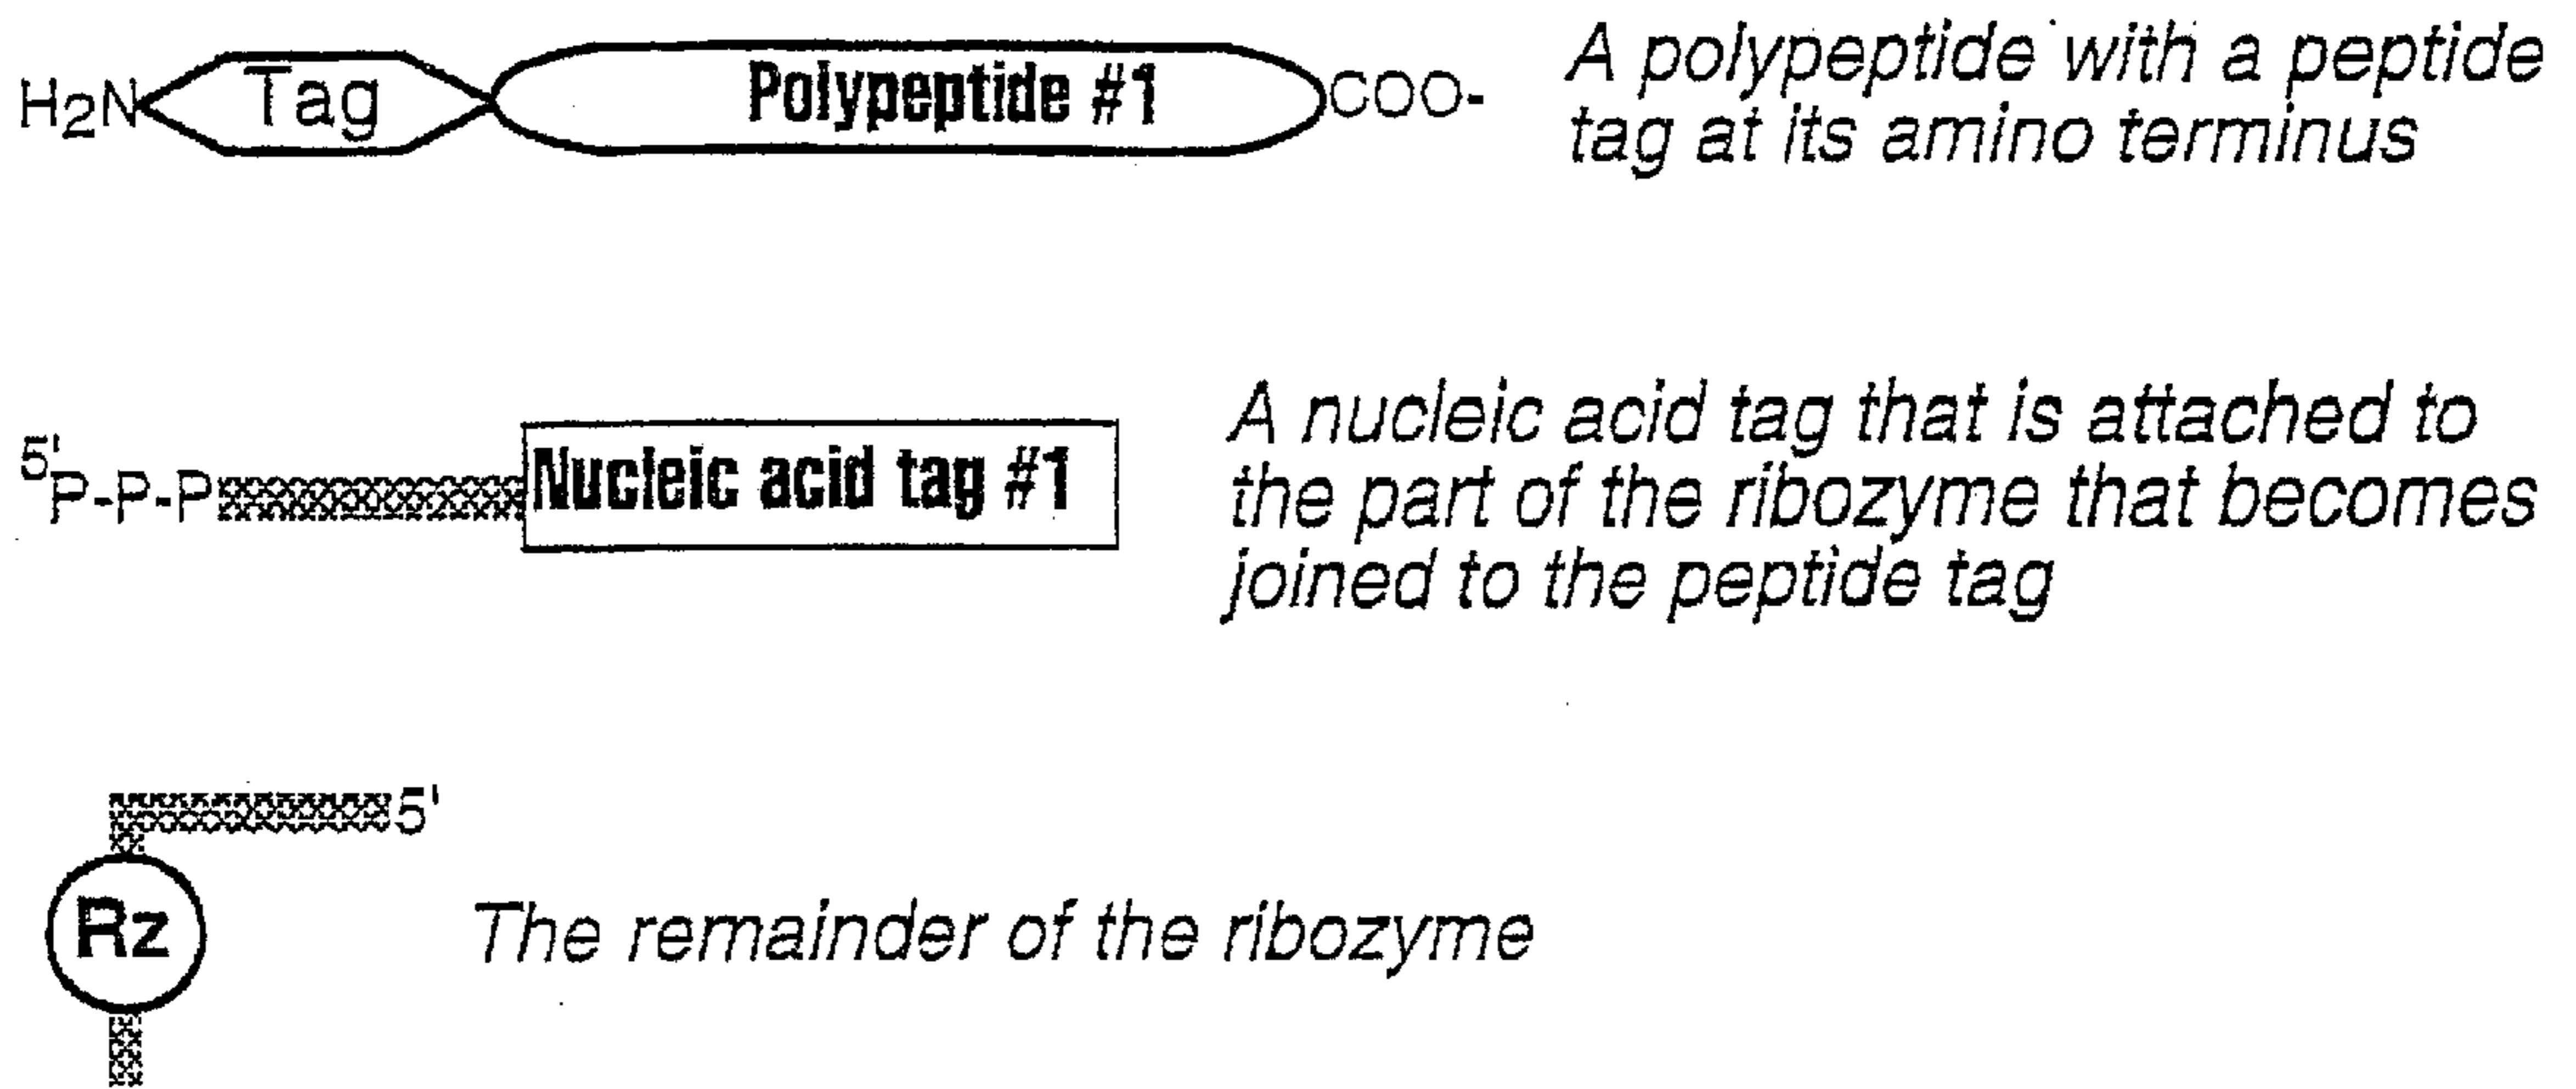 H2N Tag Polypeptide #1 COO- A polypeptide with a peptide
tag at its amino terminus
5' P-P-P Nucleic acid tag #1 A nucleic acid tag that is attached to
the part of the ribozyme that becomes
joined to the peptide tag
5'
Rz The remainder of the ribozyme